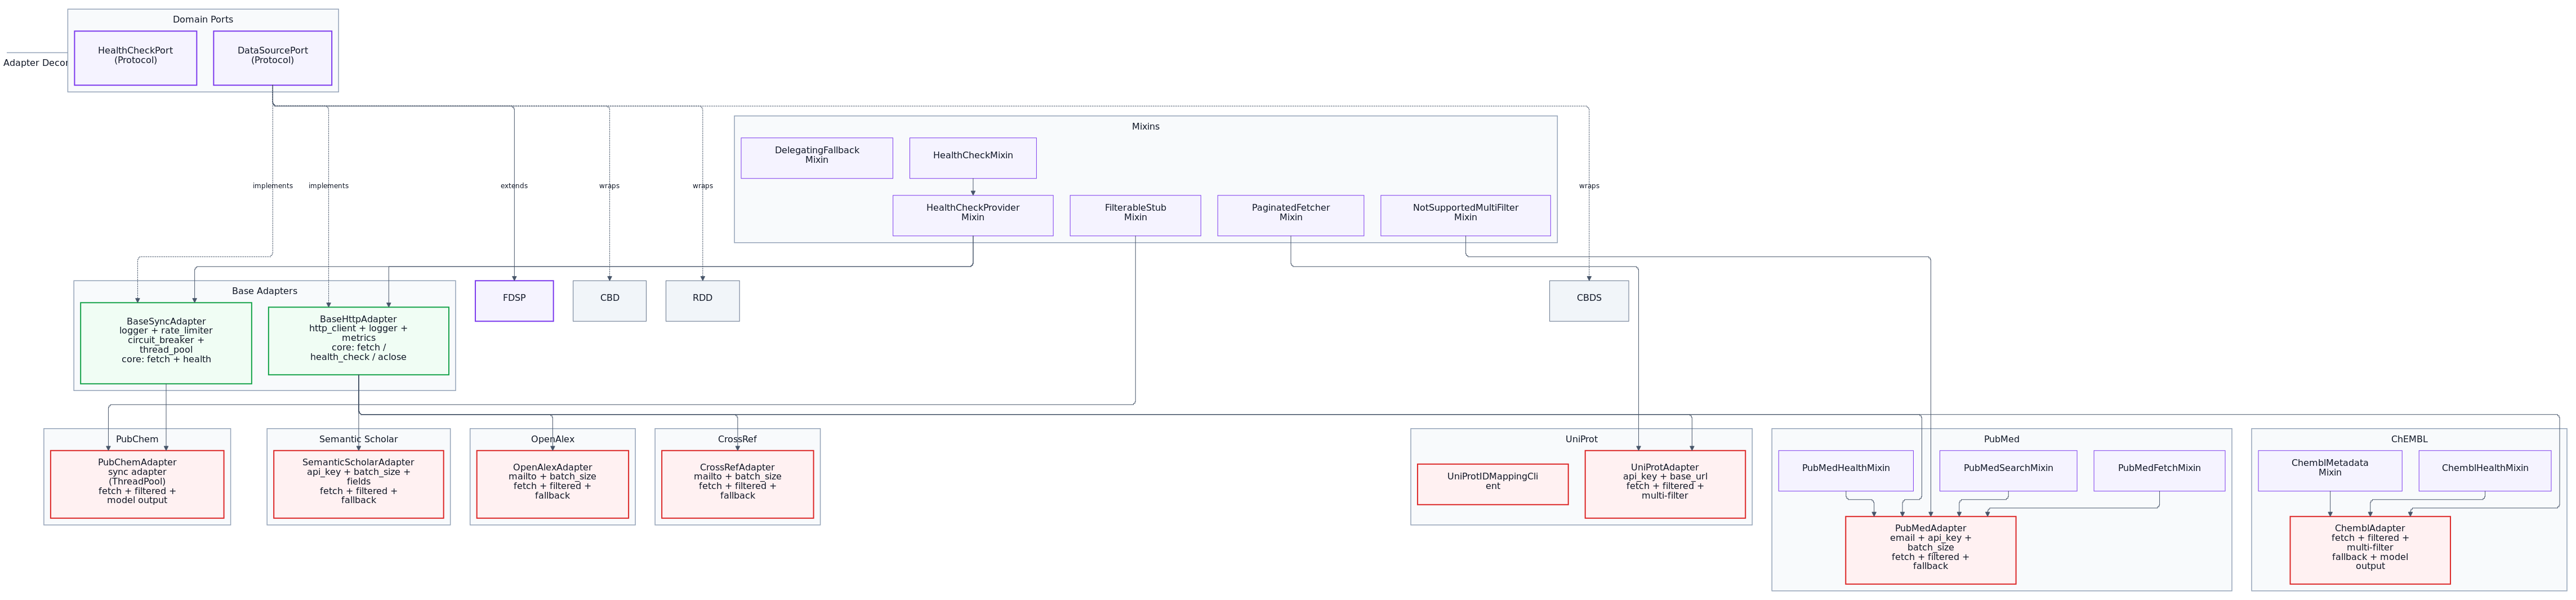 Domain Ports
HealthCheckPort
(Protocol)
DataSourcePort
(Protocol)
Adapter Decor
Mixins
DelegatingFallback
Mixin
HealthCheckMixin
implements
implements
extends
wraps
wraps
wraps
HealthCheckProvider
Mixin
FilterableStub
Mixin
PaginatedFetcher
Mixin
NotSupportedMultiFilter
Mixin
Base Adapters
BaseSyncAdapter
logger + rate_limiter
circuit_breaker +
thread_pool
core: fetch + health
BaseHttpAdapter
http_client + logger +
metrics
core: fetch /
health_check / aclose
FDSP
CBD
RDD
CBDS
PubChem
PubChemAdapter
sync adapter
(ThreadPool)
fetch + filtered +
model output
Semantic Scholar
SemanticScholarAdapter
api_key + batch_size +
fields
fetch + filtered +
fallback
OpenAlex
OpenAlexAdapter
mailto + batch_size
fetch + filtered +
fallback
CrossRef
CrossRefAdapter
mailto + batch_size
fetch + filtered +
fallback
UniProt
UniProtIDMappingCli
ent
UniProtAdapter
api_key + base_url
fetch + filtered +
multi-filter
PubMed
PubMedHealthMixin
PubMedSearchMixin
PubMedFetchMixin
PubMedAdapter
email + api_key +
batch_size
fetch + filtered +
fallback
ChEMBL
ChemblMetadata
Mixin
ChemblHealthMixin
ChemblAdapter
fetch + filtered +
multi-filter
fallback + model
output